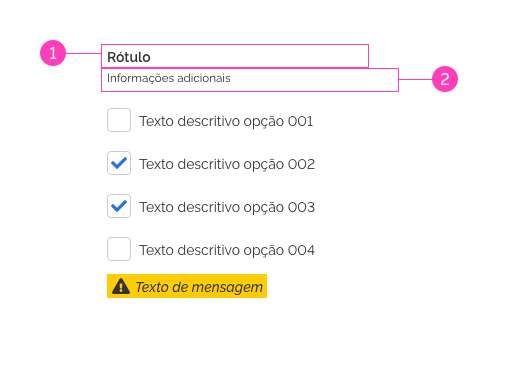 1
Rótulo
Informações adicionais
2
Texto descritivo opção 001
Texto descritivo opção 002
Texto descritivo opção 003
Texto descritivo opção 004
Texto de mensagem